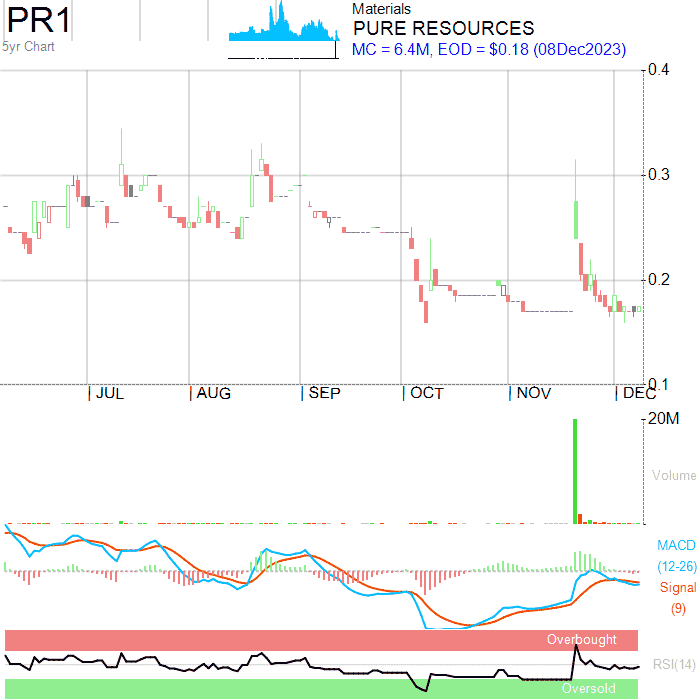 PR1
5yr Chart
Materials
PURE RESOURCES
MC = 6.4M, EOD = $0.18 (08Dec2023)
0.4
0.3
0.2
0.1
JUL AUG SEP OCT NOV DEC
20M
Volume
MACD
(12-26)
Signal
(9)
Overbought
RSI(14)
Oversold